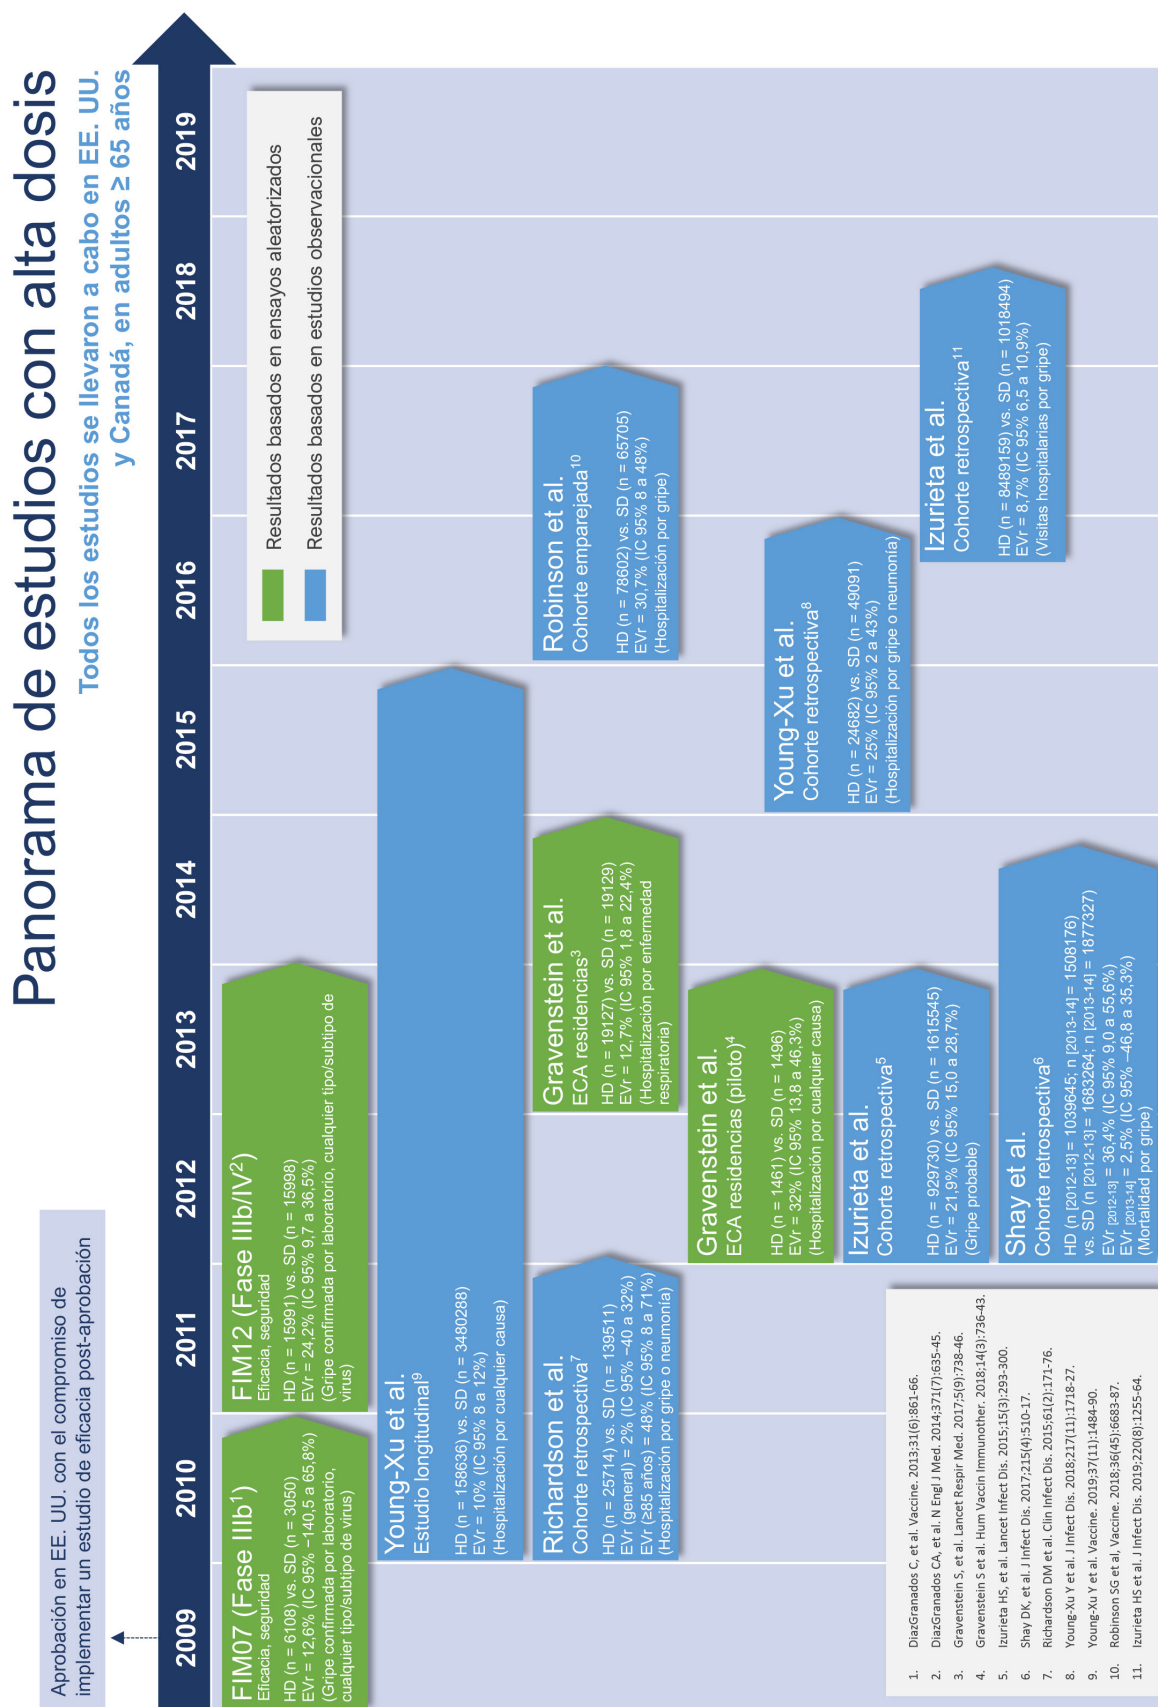 Panorama de estudios con alta dosis
Todos los estudios se llevaron a cabo en EE. UU.
y Canadá, en adultos ≥ 65 años
Aprobación en EE. UU. con el compromiso de
implementar un estudio de eficacia post-aprobación
2009
2010
2011
2012
2013
2014
2015
2016
2017
2018
2019
Resultados basados en ensayos aleatorizados
Resultados basados en estudios observacionales
FIM07 (Fase IIIb¹)
Eficacia, seguridad
HD (n = 6108) vs. SD (n = 3050)
EVr = 12,6% (IC 95% −140,5 a 65,8%)
(Gripe confirmada por laboratorio,
cualquier tipo/subtipo de virus)
FIM12 (Fase IIIb/IV²)
Eficacia, seguridad
HD (n = 15991) vs. SD (n = 15998)
EVr = 24,2% (IC 95% 9,7 a 36,5%)
(Gripe confirmada por laboratorio, cualquier tipo/subtipo de
virus)
Young-Xu et al.
Estudio longitudinal⁹
HD (n = 158636) vs. SD (n = 3480288)
EVr = 10% (IC 95% 8 a 12%)
(Hospitalización por cualquier causa)
Richardson et al.
Cohorte retrospectiva⁷
HD (n = 25714) vs. SD (n = 139511)
EVr (general) = 2% (IC 95% −40 a 32%)
EVr (≥85 años) = 48% (IC 95% 8 a 71%)
(Hospitalización por gripe o neumonía)
Gravenstein et al.
ECA residencias³
HD (n = 19127) vs. SD (n = 19129)
EVr = 12,7% (IC 95% 1,8 a 22,4%)
(Hospitalización por enfermedad
respiratoria)
Robinson et al.
Cohorte emparejada¹⁰
HD (n = 78602) vs. SD (n = 65705)
EVr = 30,7% (IC 95% 8 a 48%)
(Hospitalización por gripe)
Gravenstein et al.
ECA residencias (piloto)⁴
HD (n = 1461) vs. SD (n = 1496)
EVr = 32% (IC 95% 13,8 a 46,3%)
(Hospitalización por cualquier causa)
Young-Xu et al.
Cohorte retrospectiva⁸
HD (n = 24682) vs. SD (n = 49091)
EVr = 25% (IC 95% 2 a 43%)
(Hospitalización por gripe o neumonía)
Izurieta et al.
Cohorte retrospectiva⁵
HD (n = 929730) vs. SD (n = 1615545)
EVr = 21,9% (IC 95% 15,0 a 28,7%)
(Gripe probable)
Izurieta et al.
Cohorte retrospectiva¹¹
HD (n = 8489159) vs. SD (n = 1018494)
EVr = 8,7% (IC 95% 6,5 a 10,9%)
(Visitas hospitalarias por gripe)
Shay et al.
Cohorte retrospectiva⁶
HD (n [2012-13] = 1039645; n [2013-14] = 1508176)
vs. SD (n [2012-13] = 1683264, n [2013-14] = 1877327)
EVr [2012-13] = 36,4% (IC 95% 9,0 a 55,6%)
EVr [2013-14] = 2,5% (IC 95% −46,8 a 35,3%)
(Mortalidad por gripe)
1. DiazGranados C, et al. Vaccine. 2013;31(6):861-66.
2. DiazGranados CA, et al. N Engl J Med. 2014;371(7):635-45.
3. Gravenstein S, et al. Lancet Respir Med. 2017;5(9):738-46.
4. Gravenstein S et al. Hum Vaccin Immunother. 2018;14(3):736-43.
5. Izurieta HS, et al. Lancet Infect Dis. 2015;15(3):293-300.
6. Shay DK, et al. J Infect Dis. 2017;215(4):510-17.
7. Richardson DM et al. Clin Infect Dis. 2015;61(2):171-76.
8. Young-Xu Y et al. J Infect Dis. 2018;217(11):1718-27.
9. Young-Xu Y et al. Vaccine. 2019;37(11):1484-90.
10. Robinson SG et al, Vaccine. 2018;36(45):6683-87.
11. Izurieta HS et al. J Infect Dis. 2019;220(8):1255-64.